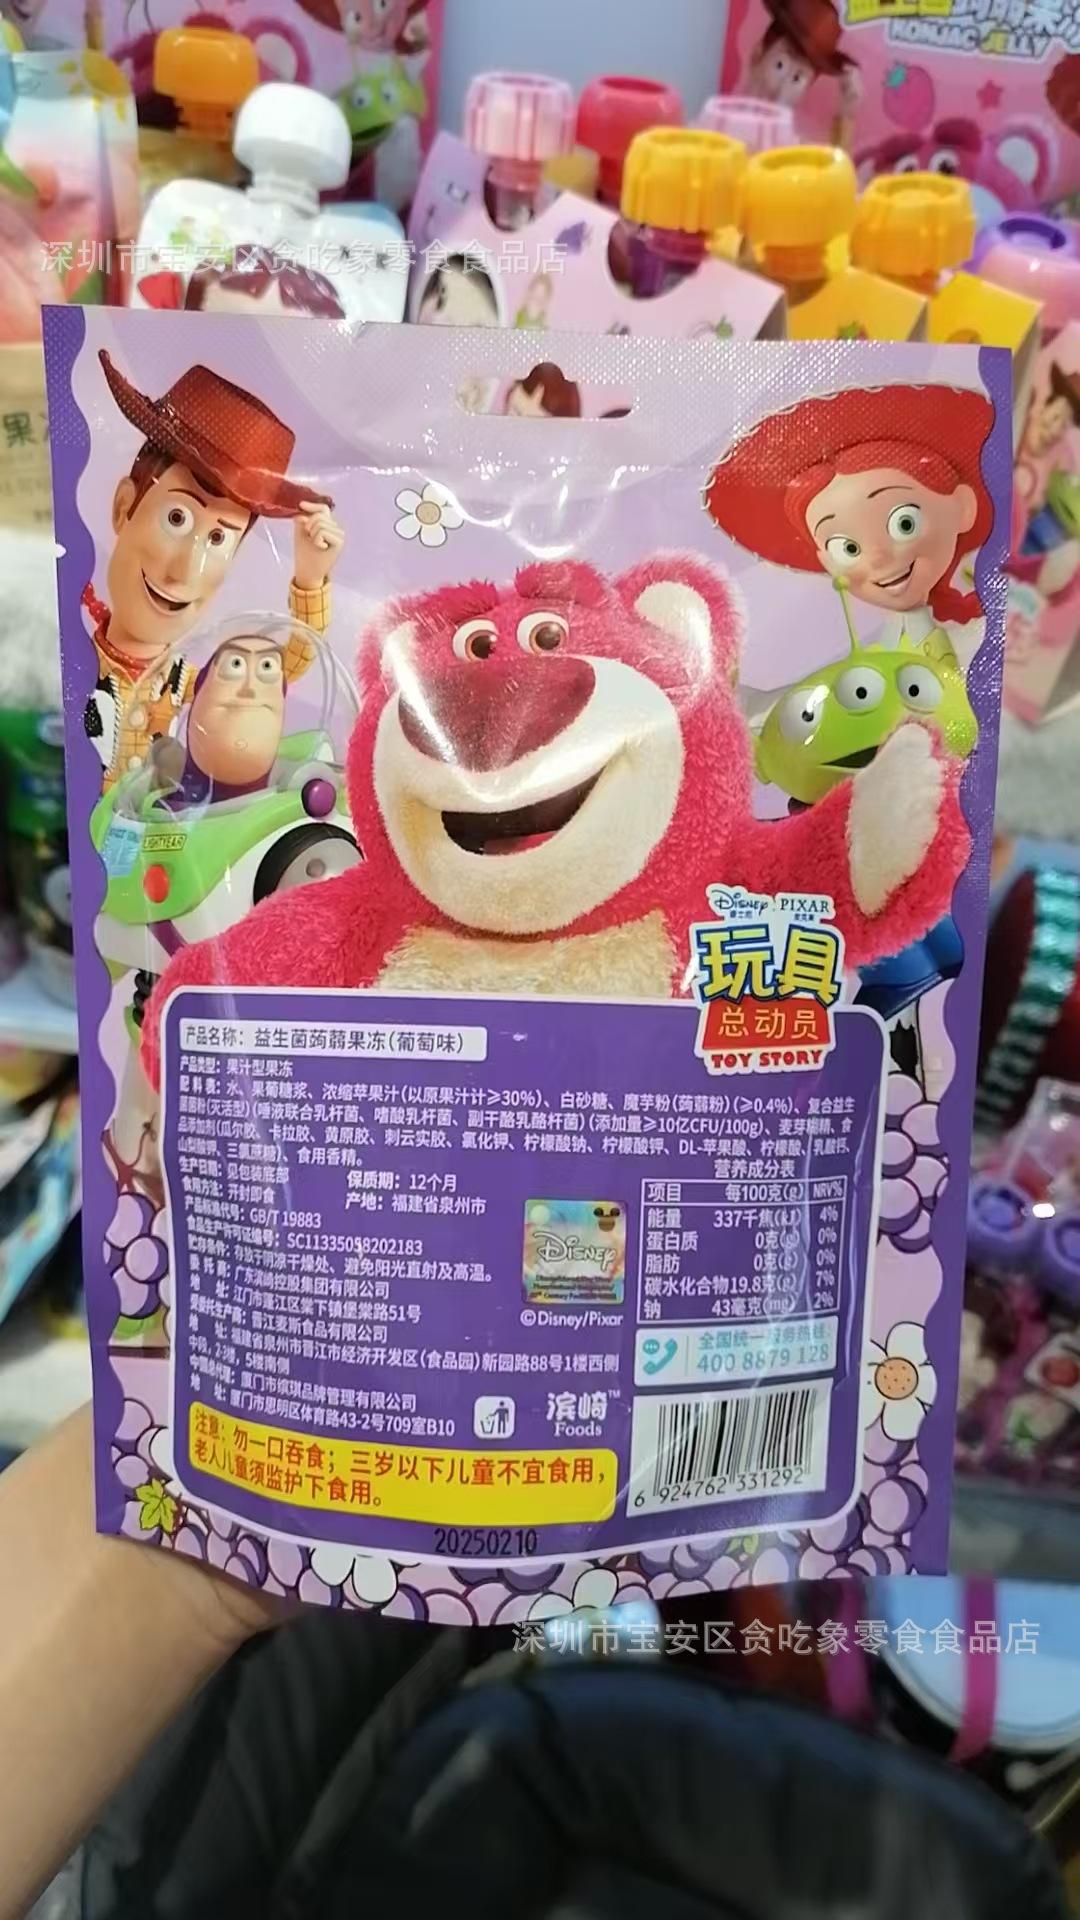 益生菌蒟蒻果冻
KONJAC JELLY
深圳市宝安区贪吃象零食食品店
果
LIGHTYEAR
Disney PIXAR
玩具
总动员
TOY STORY
产品名称：益生菌蒟蒻果冻(葡萄味)
产品类型：果汁型果冻
配料表：水、果葡糖浆、浓缩苹果汁(以原果汁计≥30%)、白砂糖、魔芋粉(蒟蒻粉)(≥0.4%)、复合益生
菌菌粉(灭活型)(唾液联合乳杆菌、嗜酸乳杆菌、副干酪乳酪杆菌)(添加量≥10亿CFU/100g)、麦芽糊精、食
品添加剂(瓜尔胶、卡拉胶、黄原胶、刺云实胶、氯化钾、柠檬酸钠、柠檬酸钾、DL-苹果酸、柠檬酸、乳酸钙、
山梨酸钾、三氯蔗糖)、食用香精。
生产日期：见包装底部 保质期：12个月
食用方法：开封即食 产地：福建省泉州市
产品标准代号：GB/T 19883
食品生产许可证编号：SC11335058202183
贮存条件：存放于阴凉干燥处、避免阳光直射及高温。
委托商：广东滨崎控股集团有限公司
地址：江门市蓬江区棠下镇堡棠路51号
受委托生产商：晋江麦斯食品有限公司
地址：福建省泉州市晋江市经济开发区(食品园)新园路88号1楼西侧
中段，2-3楼，5楼南侧
中国总代理：厦门市缤琪品牌管理有限公司
地址：厦门市思明区体育路43-2号709室B10
营养成分表
项目 每100克(g) NRV%
能量 337千焦(kJ) 4%
蛋白质 0克(g) 0%
脂肪 0克(g) 0%
碳水化合物 19.8克(g) 7%
钠 43毫克(mg) 2%
Disney
©Disney/Pixar
全国统一服务热线：
400 8879 128
滨崎™
Foods
注意：勿一口吞食；三岁以下儿童不宜食用，
老人儿童须监护下食用。
6 924762 331292
20250210
深圳市宝安区贪吃象零食食品店